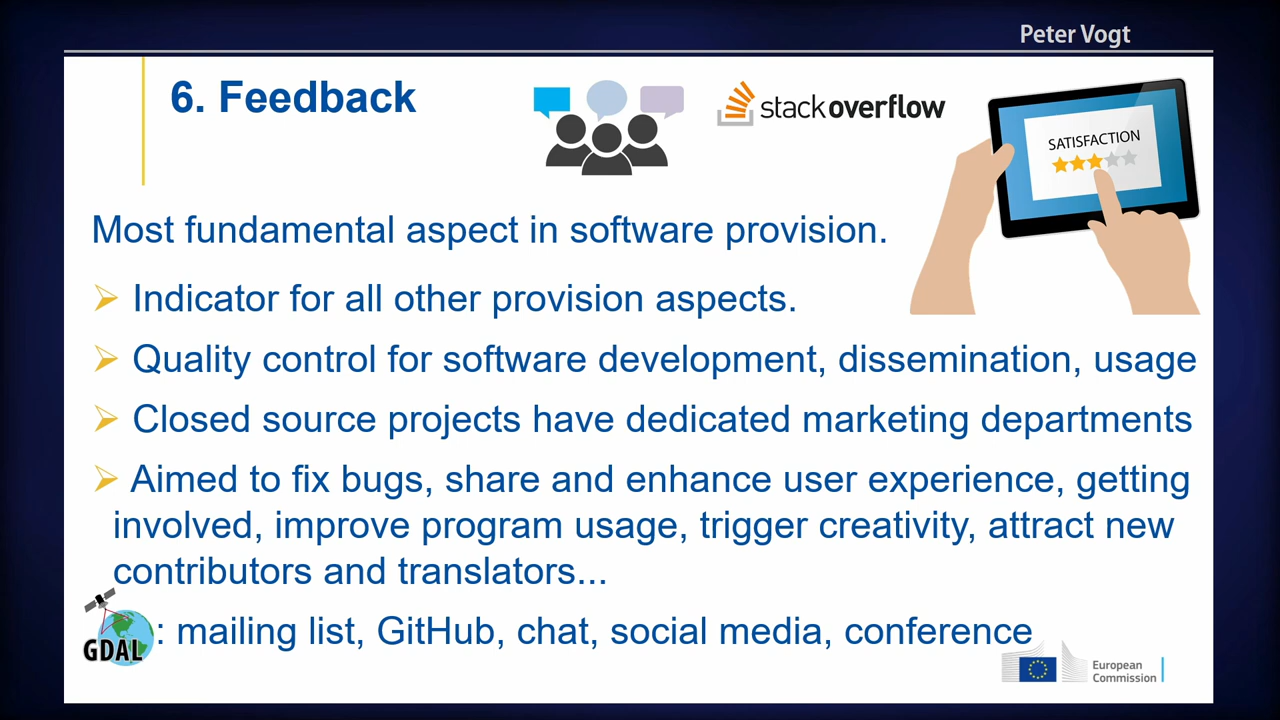 Peter Vogt
6. Feedback
stackoverflow
SATISFACTION
Most fundamental aspect in software provision.
Indicator for all other provision aspects.
Quality control for software development, dissemination, usage
Closed source projects have dedicated marketing departments
Aimed to fix bugs, share and enhance user experience, getting
involved, improve program usage, trigger creativity, attract new
contributors and translators...
GDAL : mailing list, GitHub, chat, social media, conference
European
Commission